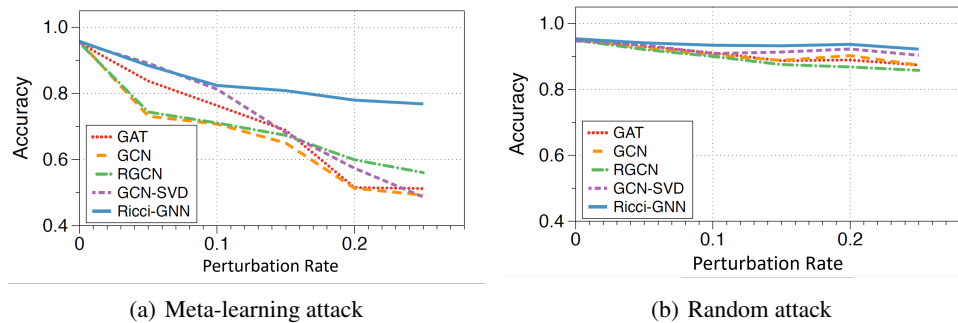 1.0
0.8
0.6
0.4
Accuracy
GAT
GCN
RGCN
GCN-SVD
Ricci-GNN
0
0.1
0.2
Perturbation Rate
(a) Meta-learning attack
1.0
0.8
0.6
0.4
Accuracy
GAT
GCN
RGCN
GCN-SVD
Ricci-GNN
0
0.1
0.2
Perturbation Rate
(b) Random attack